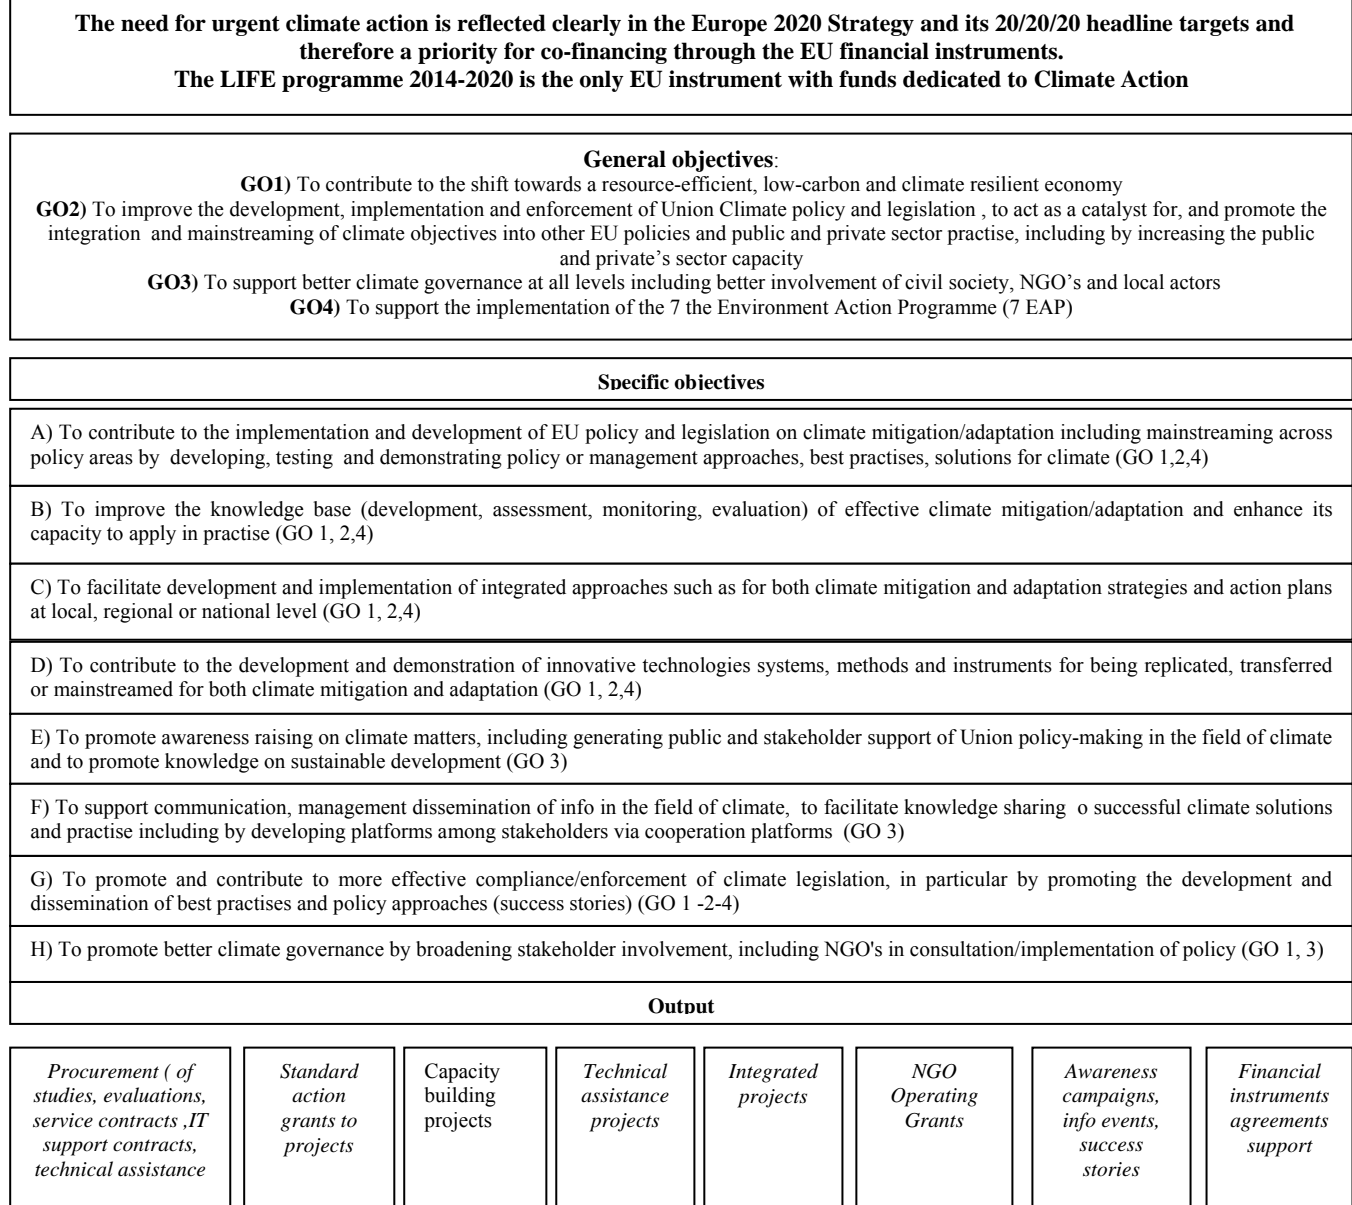 The need for urgent climate action is reflected clearly in the Europe 2020 Strategy and its 20/20/20 headline targets and
therefore a priority for co-financing through the EU financial instruments.
The LIFE programme 2014-2020 is the only EU instrument with funds dedicated to Climate Action
General objectives:
GO1) To contribute to the shift towards a resource-efficient, low-carbon and climate resilient economy
GO2) To improve the development, implementation and enforcement of Union Climate policy and legislation , to act as a catalyst for, and promote the
integration and mainstreaming of climate objectives into other EU policies and public and private sector practise, including by increasing the public
and private's sector capacity
GO3) To support better climate governance at all levels including better involvement of civil society, NGO's and local actors
GO4) To support the implementation of the 7 the Environment Action Programme (7 EAP)
Specific objectives
A) To contribute to the implementation and development of EU policy and legislation on climate mitigation/adaptation including mainstreaming across
policy areas by developing, testing and demonstrating policy or management approaches, best practises, solutions for climate (GO 1,2,4)
B) To improve the knowledge base (development, assessment, monitoring, evaluation) of effective climate mitigation/adaptation and enhance its
capacity to apply in practise (GO 1, 2,4)
C) To facilitate development and implementation of integrated approaches such as for both climate mitigation and adaptation strategies and action plans
at local, regional or national level (GO 1, 2,4)
D) To contribute to the development and demonstration of innovative technologies systems, methods and instruments for being replicated, transferred
or mainstreamed for both climate mitigation and adaptation (GO 1, 2,4)
E) To promote awareness raising on climate matters, including generating public and stakeholder support of Union policy-making in the field of climate
and to promote knowledge on sustainable development (GO 3)
F) To support communication, management dissemination of info in the field of climate, to facilitate knowledge sharing o successful climate solutions
and practise including by developing platforms among stakeholders via cooperation platforms (GO 3)
G) To promote and contribute to more effective compliance/enforcement of climate legislation, in particular by promoting the development and
dissemination of best practises and policy approaches (success stories) (GO 1 -2-4)
H) To promote better climate governance by broadening stakeholder involvement, including NGO's in consultation/implementation of policy (GO 1, 3)
Output
Procurement ( of
studies, evaluations,
service contracts ,IT
support contracts,
technical assistance
Standard
action
grants to
projects
Capacity
building
projects
Technical
assistance
projects
Integrated
projects
NGO
Operating
Grants
Awareness
campaigns,
info events,
success
stories
Financial
instruments
agreements
support